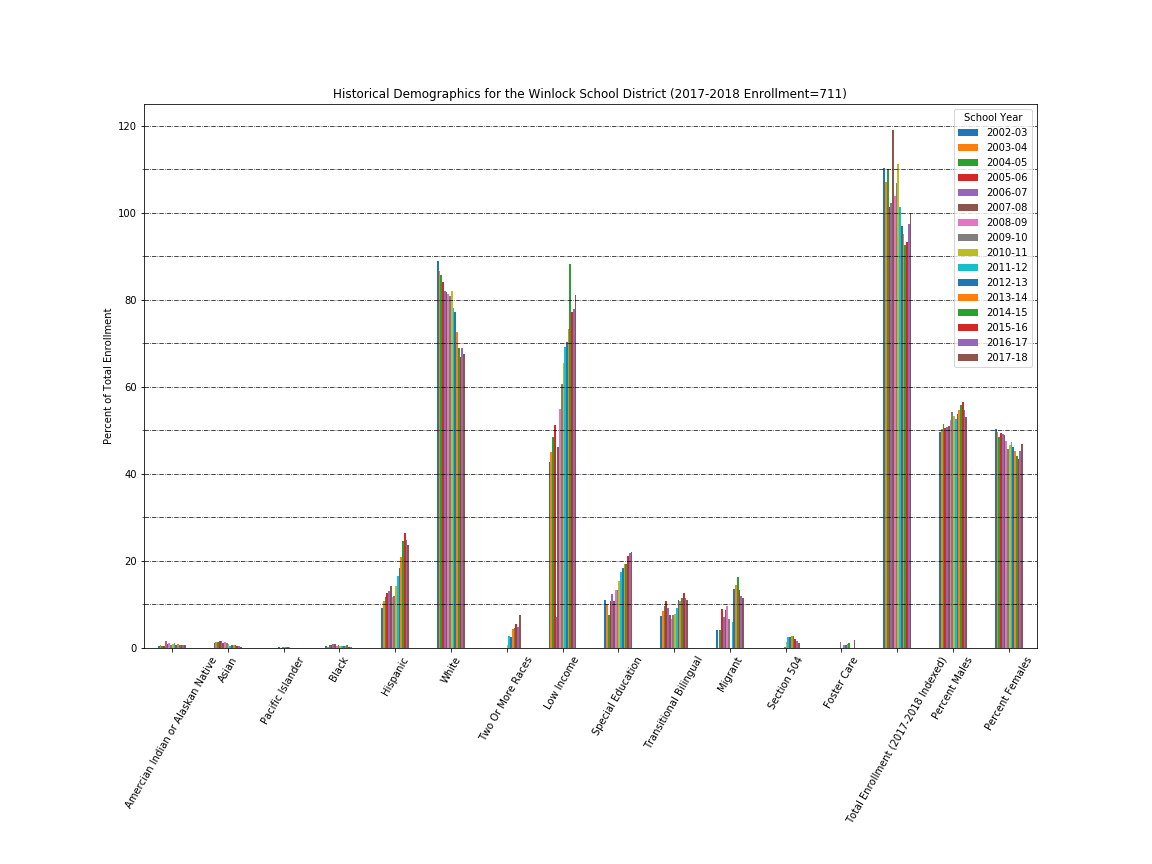 Historical Demographics for the Winlock School District (2017-2018 Enrollment=711)
Percent of Total Enrollment
120
100
80
60
40
20
0
School Year
2002-03
2003-04
2004-05
2005-06
2006-07
2007-08
2008-09
2009-10
2010-11
2011-12
2012-13
2013-14
2014-15
2015-16
2016-17
2017-18
Amercian Indian or Alaskan Native
Asian
Pacific Islander
Black
Hispanic
White
Two Or More Races
Low Income
Special Education
Transitional Bilingual
Migrant
Section 504
Foster Care
Total Enrollment (2017-2018 Indexed)
Percent Males
Percent Females